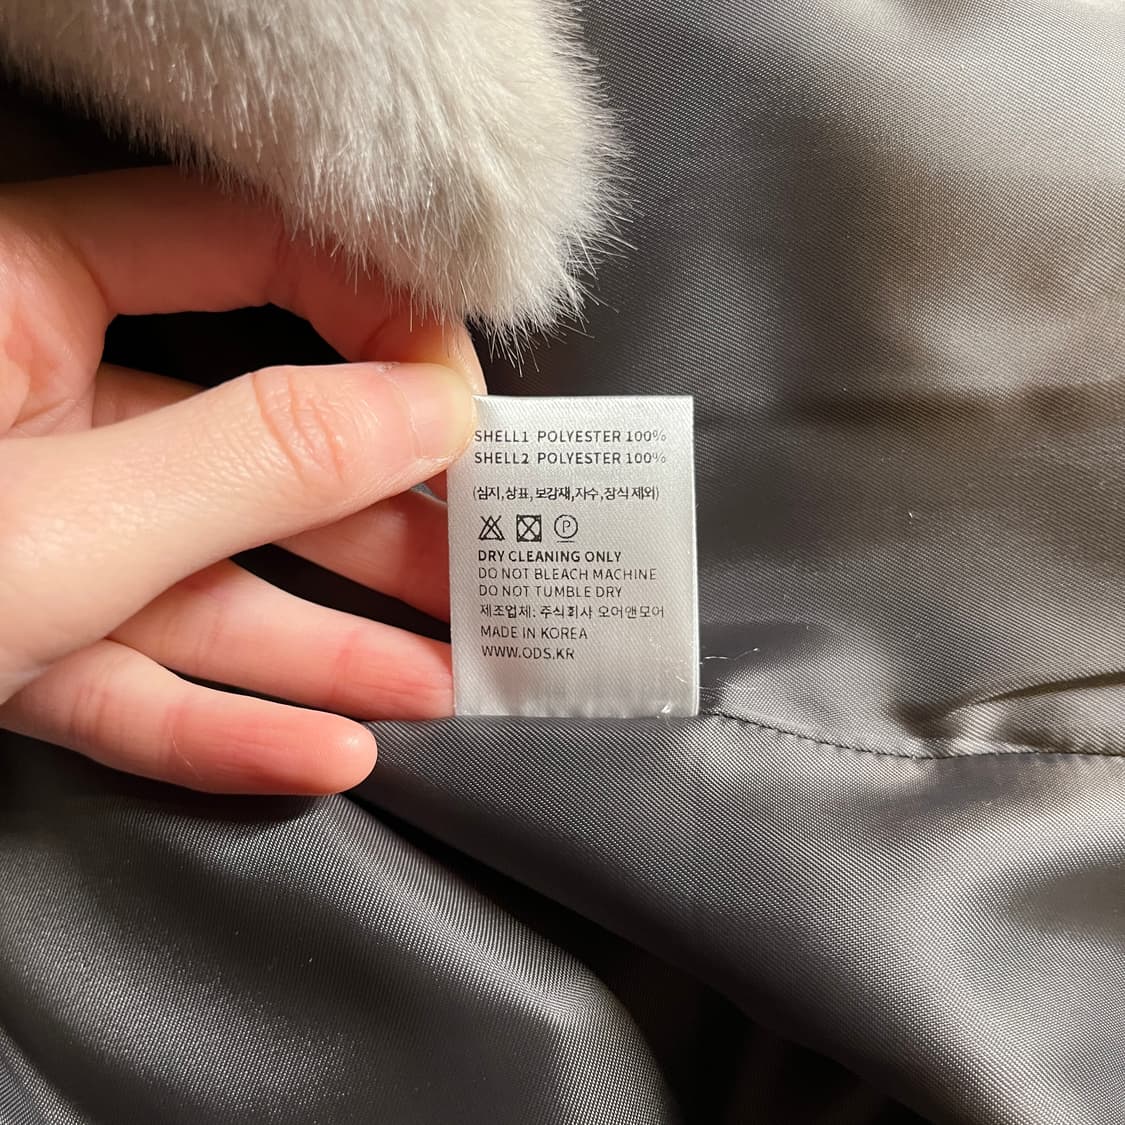 SHELL1 POLYESTER 100%
SHELL2 POLYESTER 100%
(심지,상표,보강재,자수,장식 제외)
P
DRY CLEANING ONLY
DO NOT BLEACH MACHINE
DO NOT TUMBLE DRY
제조업체: 주식회사 오어앤모어
MADE IN KOREA
WWW.ODS.KR